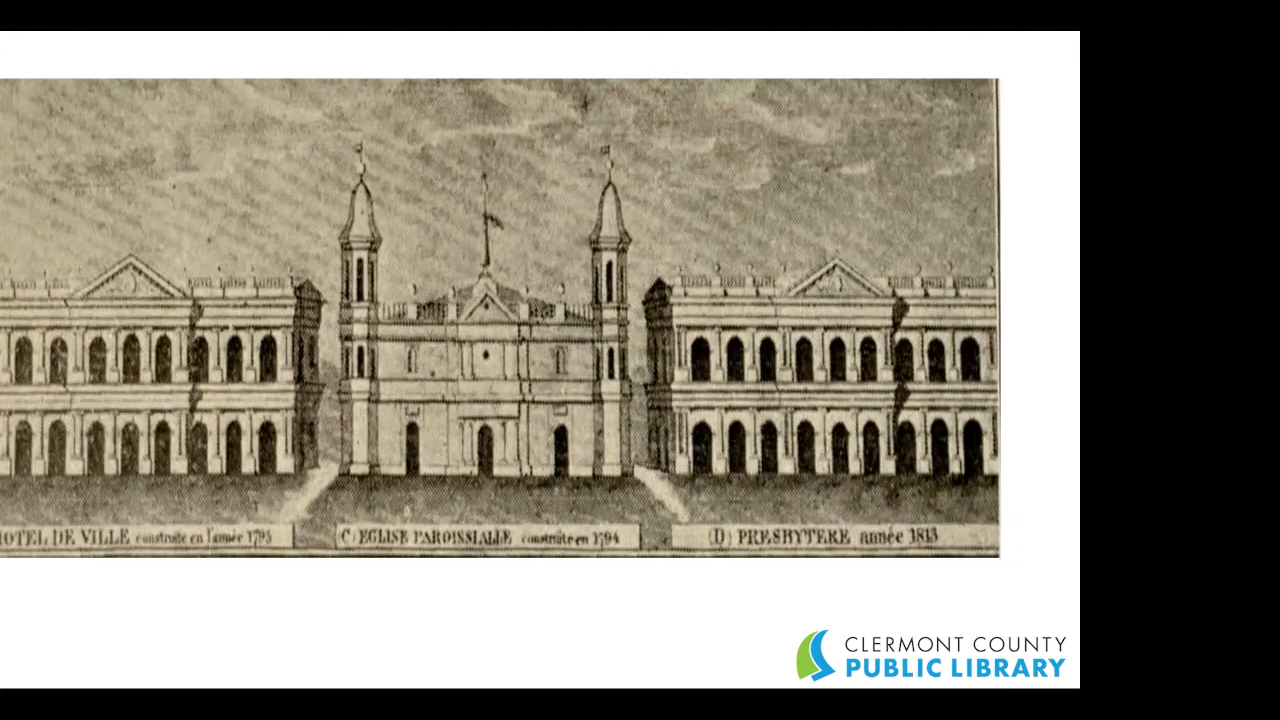 HOTEL DE VILLE construite en l'année 1795
(C) EGLISE PAROISSIALLE construite en 1794
(D) PRESBYTERE année 1813
CLERMONT COUNTY
PUBLIC LIBRARY